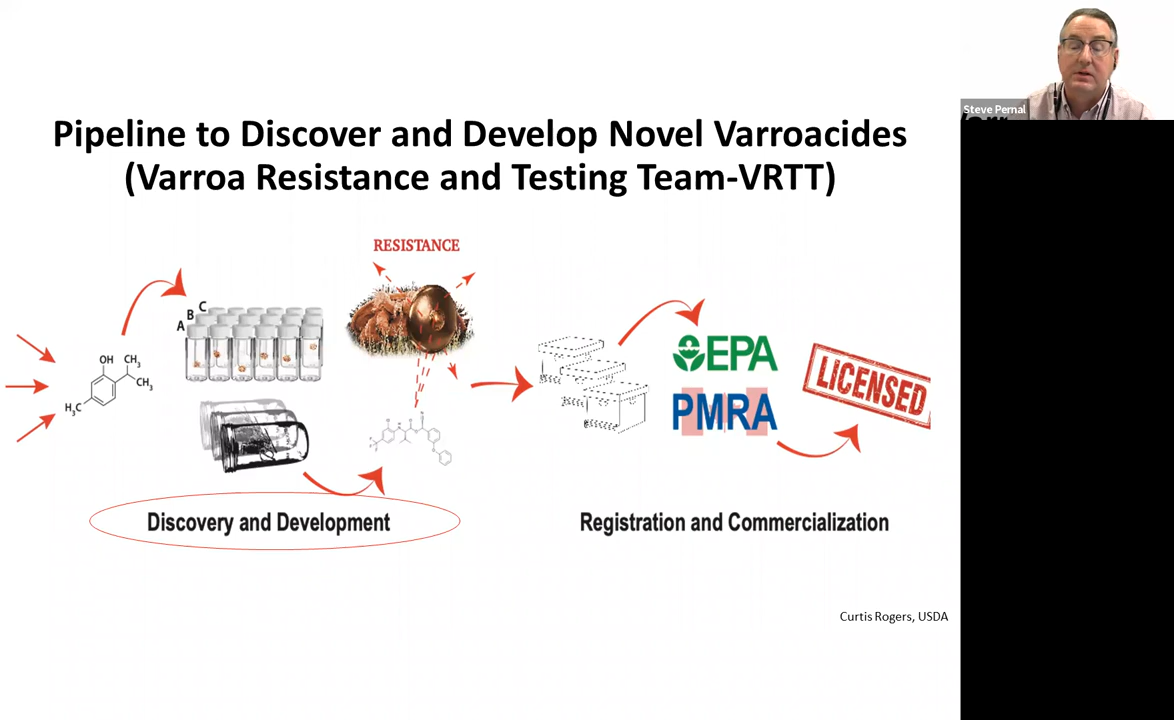 Pipeline to Discover and Develop Novel Varroacides
(Varroa Resistance and Testing Team-VRTT)
Steve Pernal
RESISTANCE
C
B
A
OH
CH3
CH3
H3C
EPA
PMRA
LICENSED
Discovery and Development
Registration and Commercialization
Curtis Rogers, USDA